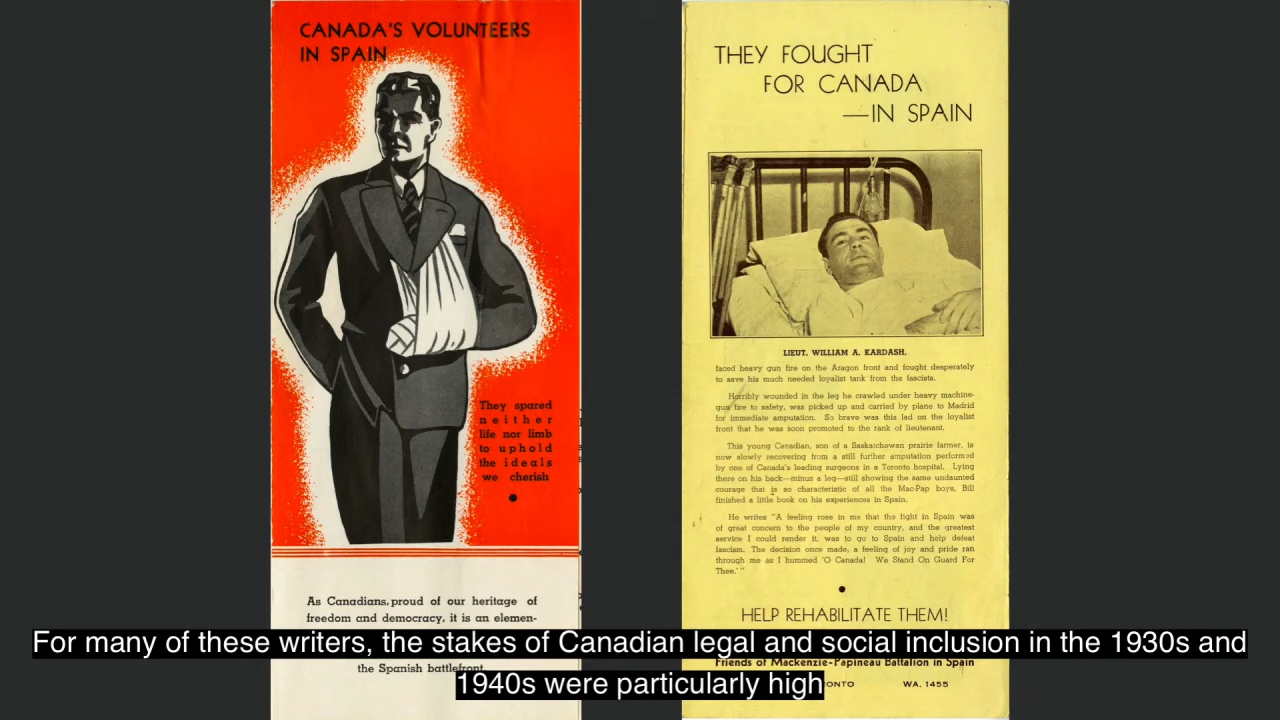 CANADA'S VOLUNTEERS
IN SPAIN
They spared
neither
life nor limb
to uphold
the ideals
we cherish
As Canadians, proud of our heritage of
freedom and democracy, it is an elemen-
the Spanish battlefront.
THEY FOUGHT
FOR CANADA
—IN SPAIN
LIEUT. WILLIAM A. KARDASH,
faced heavy gun fire on the Aragon front and fought desperately
to save his much needed loyalist tank from the fascists.
Horribly wounded in the leg he crawled under heavy machine-
gun fire to safety, was picked up and carried by plane to Madrid
for immediate amputation. So brave was this lad on the loyalist
front that he was soon promoted to the rank of lieutenant.
This young Canadian, son of a Saskatchewan prairie farmer, is
now slowly recovering from a still further amputation performed
by one of Canada's leading surgeons in a Toronto hospital. Lying
there on his back—minus a leg—still showing the same undaunted
courage that is so characteristic of all the Mac-Pap boys, Bill
finished a little book on his experiences in Spain.
He writes "A feeling rose in me that the fight in Spain was
of great concern to the people of my country, and the greatest
service I could render it, was to go to Spain and help defeat
fascism. The decision once made, a feeling of joy and pride ran
through me as I hummed 'O Canada! We Stand On Guard For
Thee.'"
HELP REHABILITATE THEM!
Friends of Mackenzie-Papineau Battalion in Spain
WA. 1455
For many of these writers, the stakes of Canadian legal and social inclusion in the 1930s and
1940s were particularly high